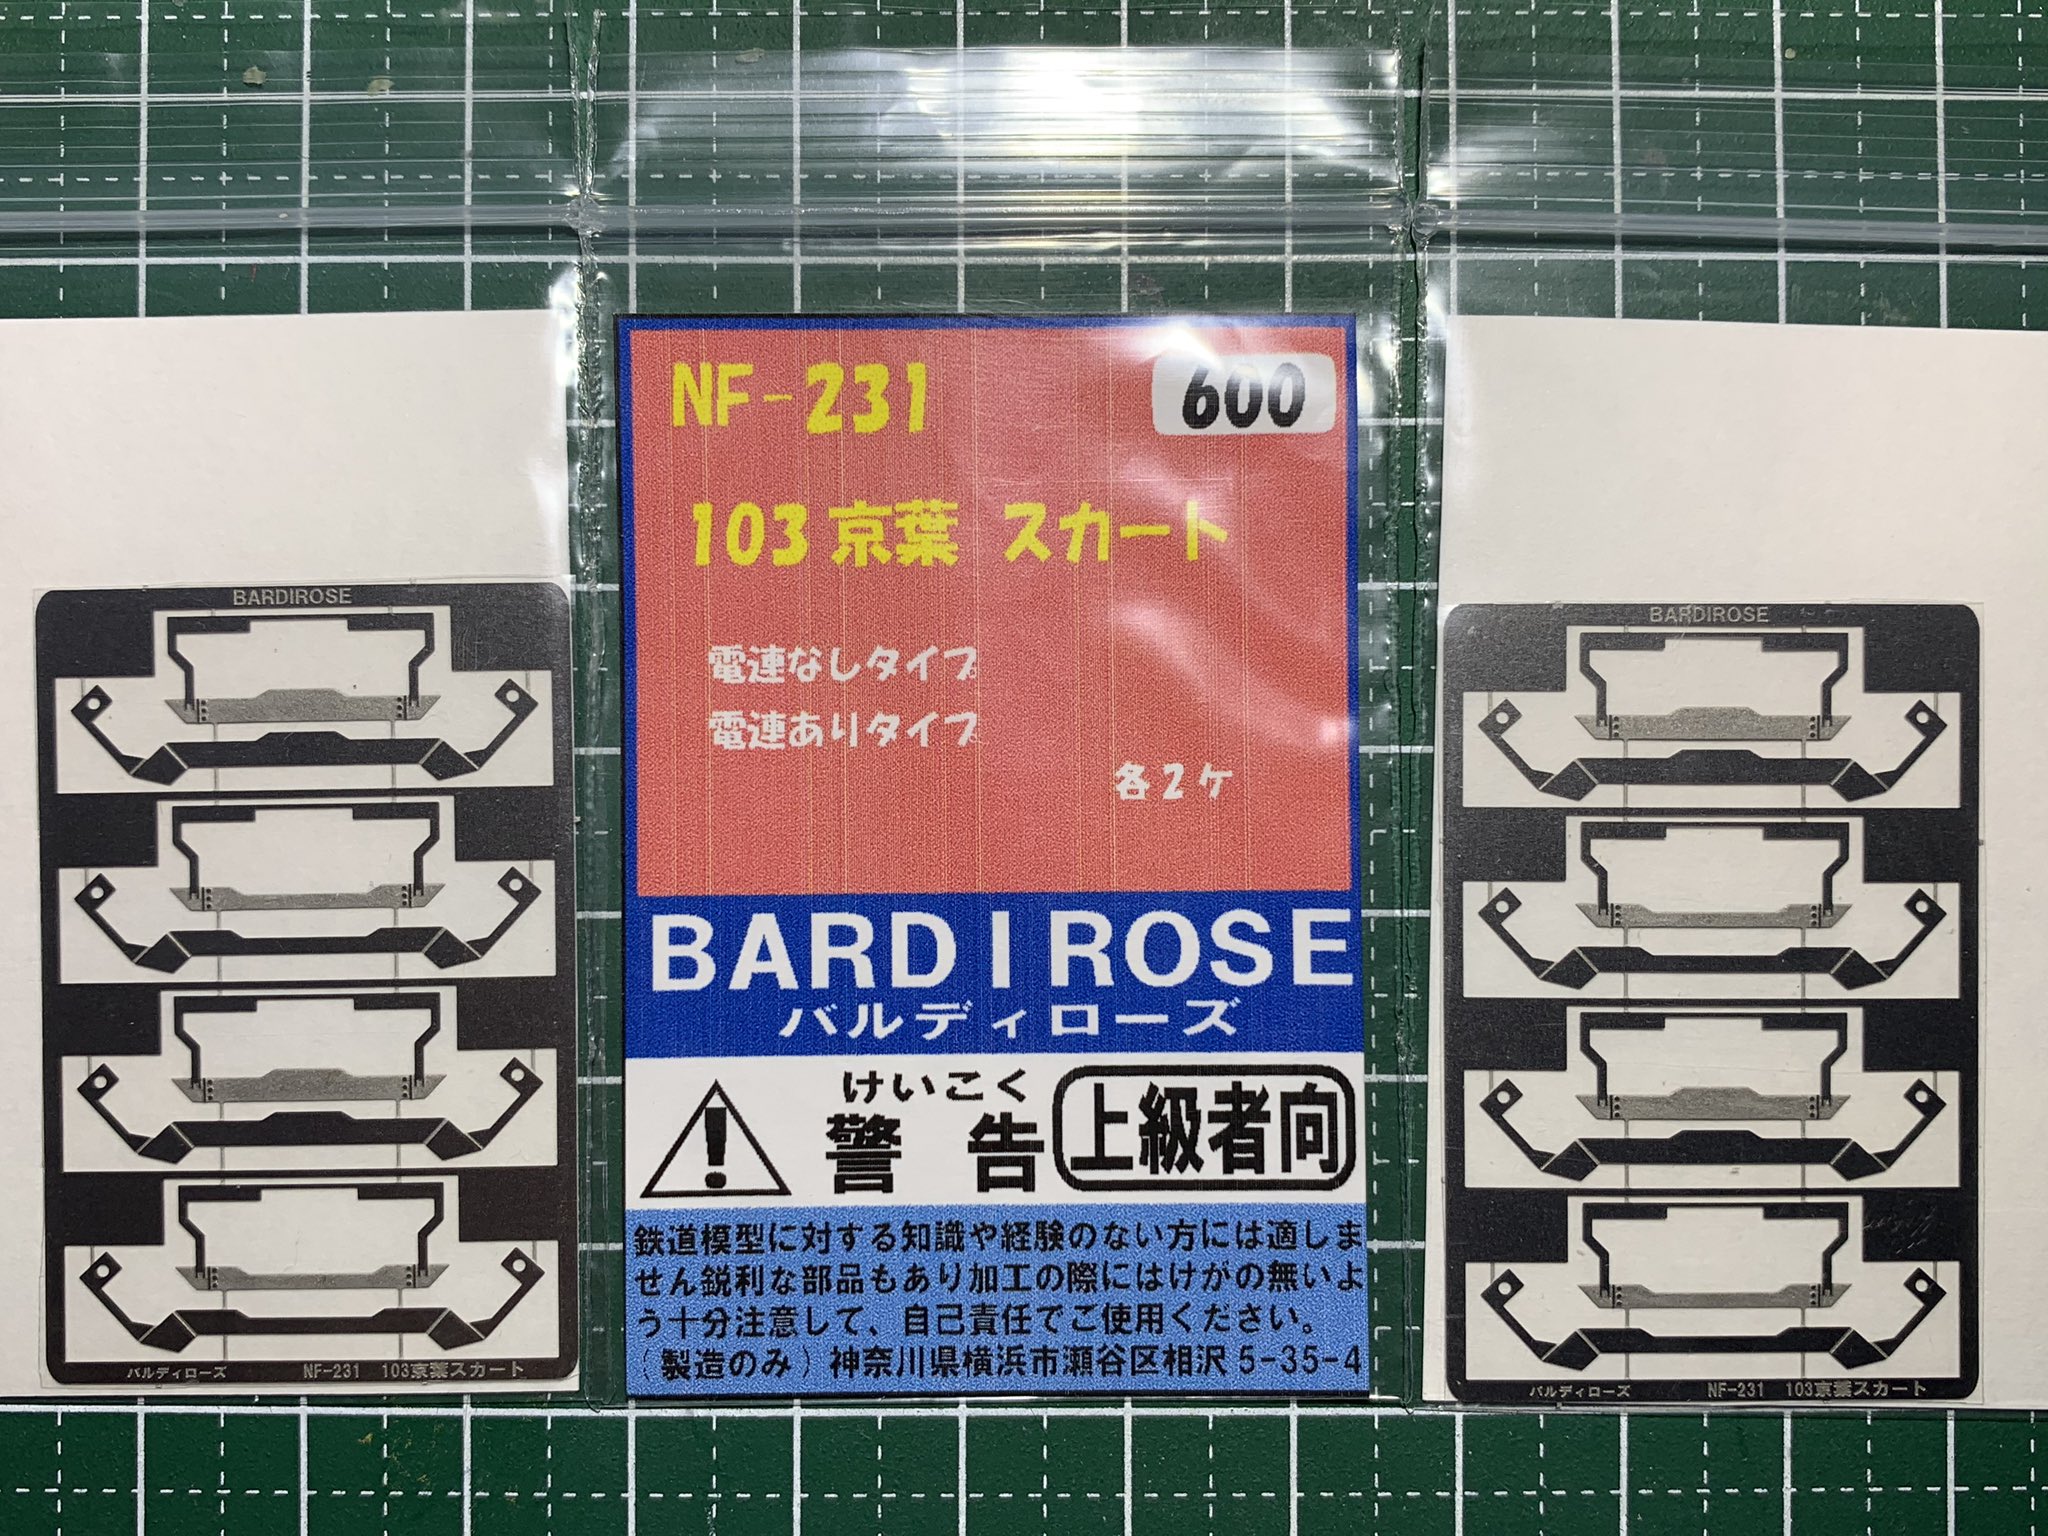 BARDIROSE
バルディローズ NF-231 103京葉スカート
NF-231 600
103京葉 スカート
電連なしタイプ
電連ありタイプ
各2ケ
BARDIROSE
バルディローズ
けいこく
警告 上級者向
鉄道模型に対する知識や経験のない方には適しま
せん鋭利な部品もあり加工の際にはけがの無いよ
う十分注意して、自己責任でご使用ください。
(製造のみ)神奈川県横浜市瀬谷区相沢5-35-4
BARDIROSE
バルディローズ NF-231 103京葉スカート